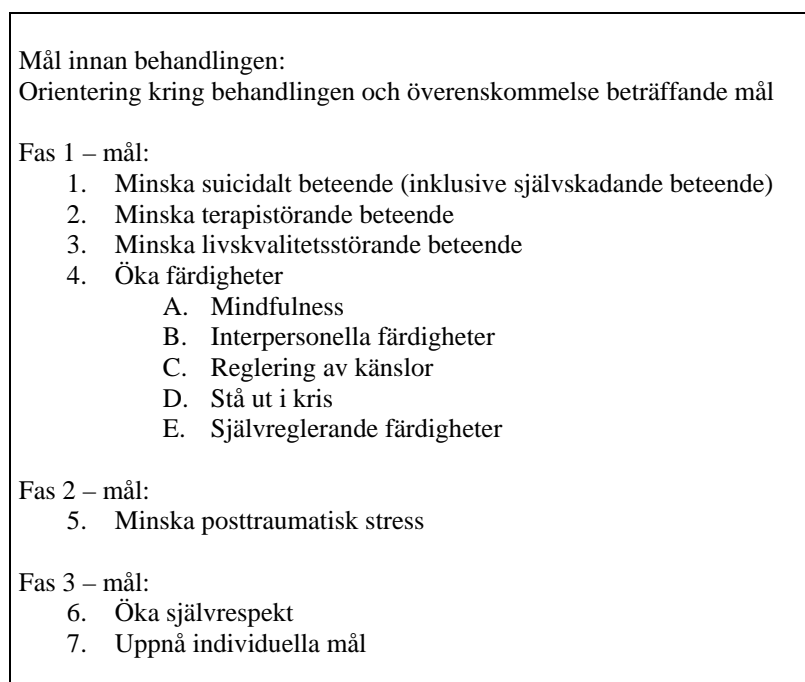 Mål innan behandlingen:
Orientering kring behandlingen och överenskommelse beträffande mål
Fas 1 – mål:
1. Minska suicidalt beteende (inklusive självskadande beteende)
2. Minska terapistörande beteende
3. Minska livskvalitetsstörande beteende
4. Öka färdigheter
A. Mindfulness
B. Interpersonella färdigheter
C. Reglering av känslor
D. Stå ut i kris
E. Självreglerande färdigheter
Fas 2 – mål:
5. Minska posttraumatisk stress
Fas 3 – mål:
6. Öka självrespekt
7. Uppnå individuella mål